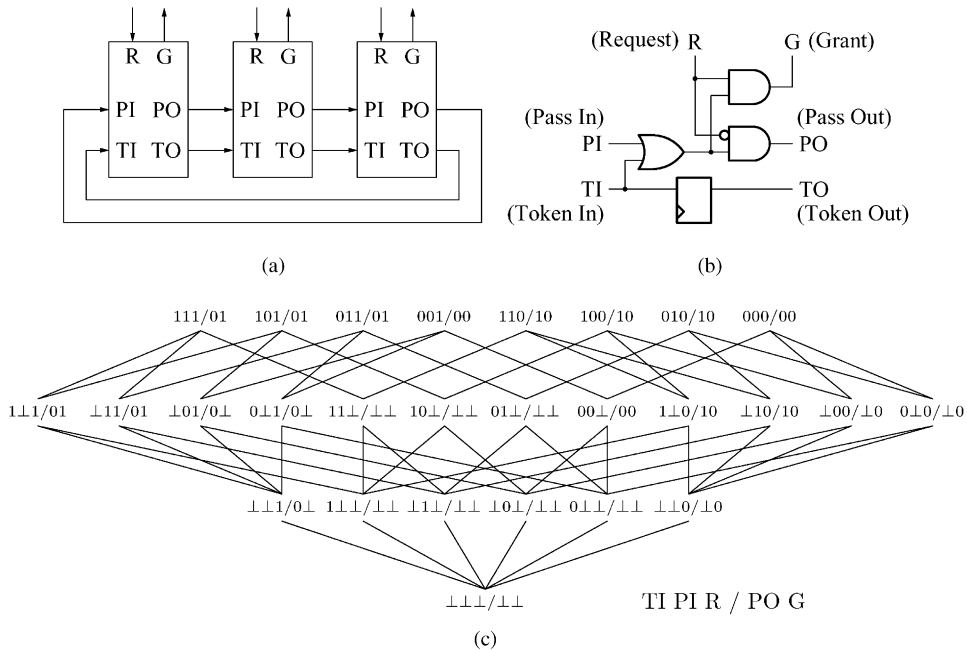 R G R G R G
PI PO PI PO PI PO
TI TO TI TO TI TO
(a)
(Request) R G (Grant)
(Pass In) (Pass Out)
PI PO
TI TO
(Token In) (Token Out)
(b)
111/01 101/01 011/01 001/00 110/10 100/10 010/10 000/00
1⊥1/01 ⊥11/01 ⊥01/0⊥ 0⊥1/0⊥ 11⊥/⊥⊥ 10⊥/⊥⊥ 01⊥/⊥⊥ 00⊥/00 1⊥0/10 ⊥10/10 ⊥00/⊥0 0⊥0/⊥0
⊥⊥1/0⊥ 1⊥⊥/⊥⊥ ⊥1⊥/⊥⊥ ⊥0⊥/⊥⊥ 0⊥⊥/⊥⊥ ⊥⊥0/⊥0
⊥⊥⊥/⊥⊥
TI PI R / PO G
(c)